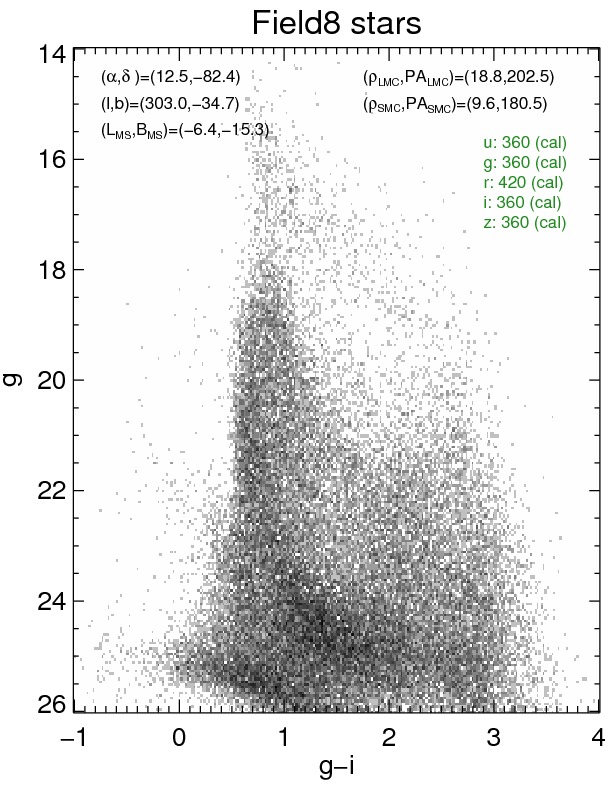 Field8 stars
(α,δ )=(12.5,−82.4)
(ρLMC,PALMC)=(18.8,202.5)
(l,b)=(303.0,−34.7)
(ρSMC,PASMC)=(9.6,180.5)
(LMS,BMS)=(−6.4,−15.3)
u: 360 (cal)
g: 360 (cal)
r: 420 (cal)
i: 360 (cal)
z: 360 (cal)
14
16
18
20
22
24
26
g
−1 0 1 2 3 4
g−i